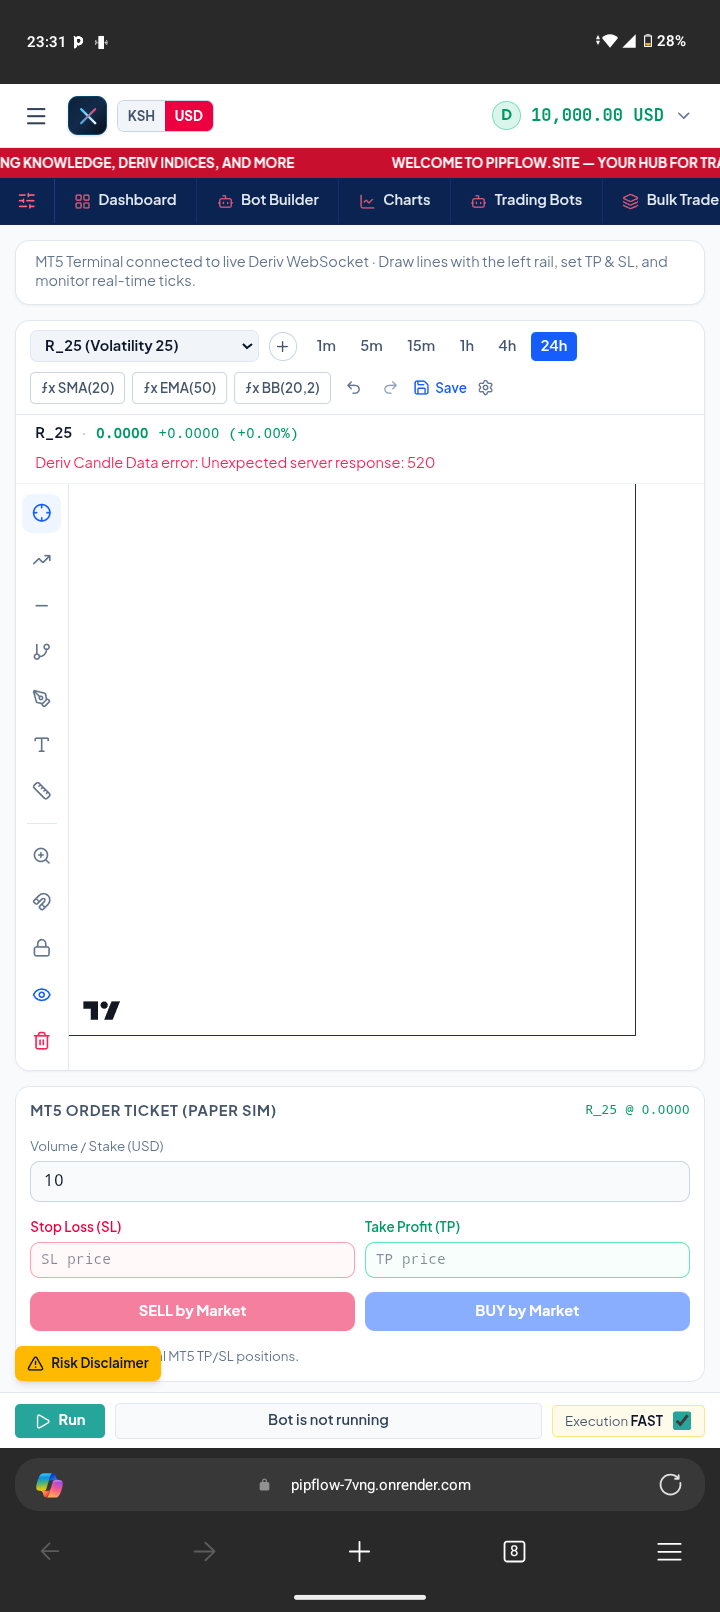 23:31
28%
KSH USD
D 10,000.00 USD
NG KNOWLEDGE, DERIV INDICES, AND MORE WELCOME TO PIPFLOW.SITE — YOUR HUB FOR TRA
Dashboard Bot Builder Charts Trading Bots Bulk Trade
MT5 Terminal connected to live Deriv WebSocket · Draw lines with the left rail, set TP & SL, and
monitor real-time ticks.
R_25 (Volatility 25) 1m 5m 15m 1h 4h 24h
ƒx SMA(20) ƒx EMA(50) ƒx BB(20,2) Save
R_25 · 0.0000 +0.0000 (+0.00%)
Deriv Candle Data error: Unexpected server response: 520
MT5 ORDER TICKET (PAPER SIM) R_25 @ 0.0000
Volume / Stake (USD)
10
Stop Loss (SL) Take Profit (TP)
SL price TP price
SELL by Market BUY by Market
Risk Disclaimer l MT5 TP/SL positions.
Run Bot is not running Execution FAST
pipflow-7vng.onrender.com
8